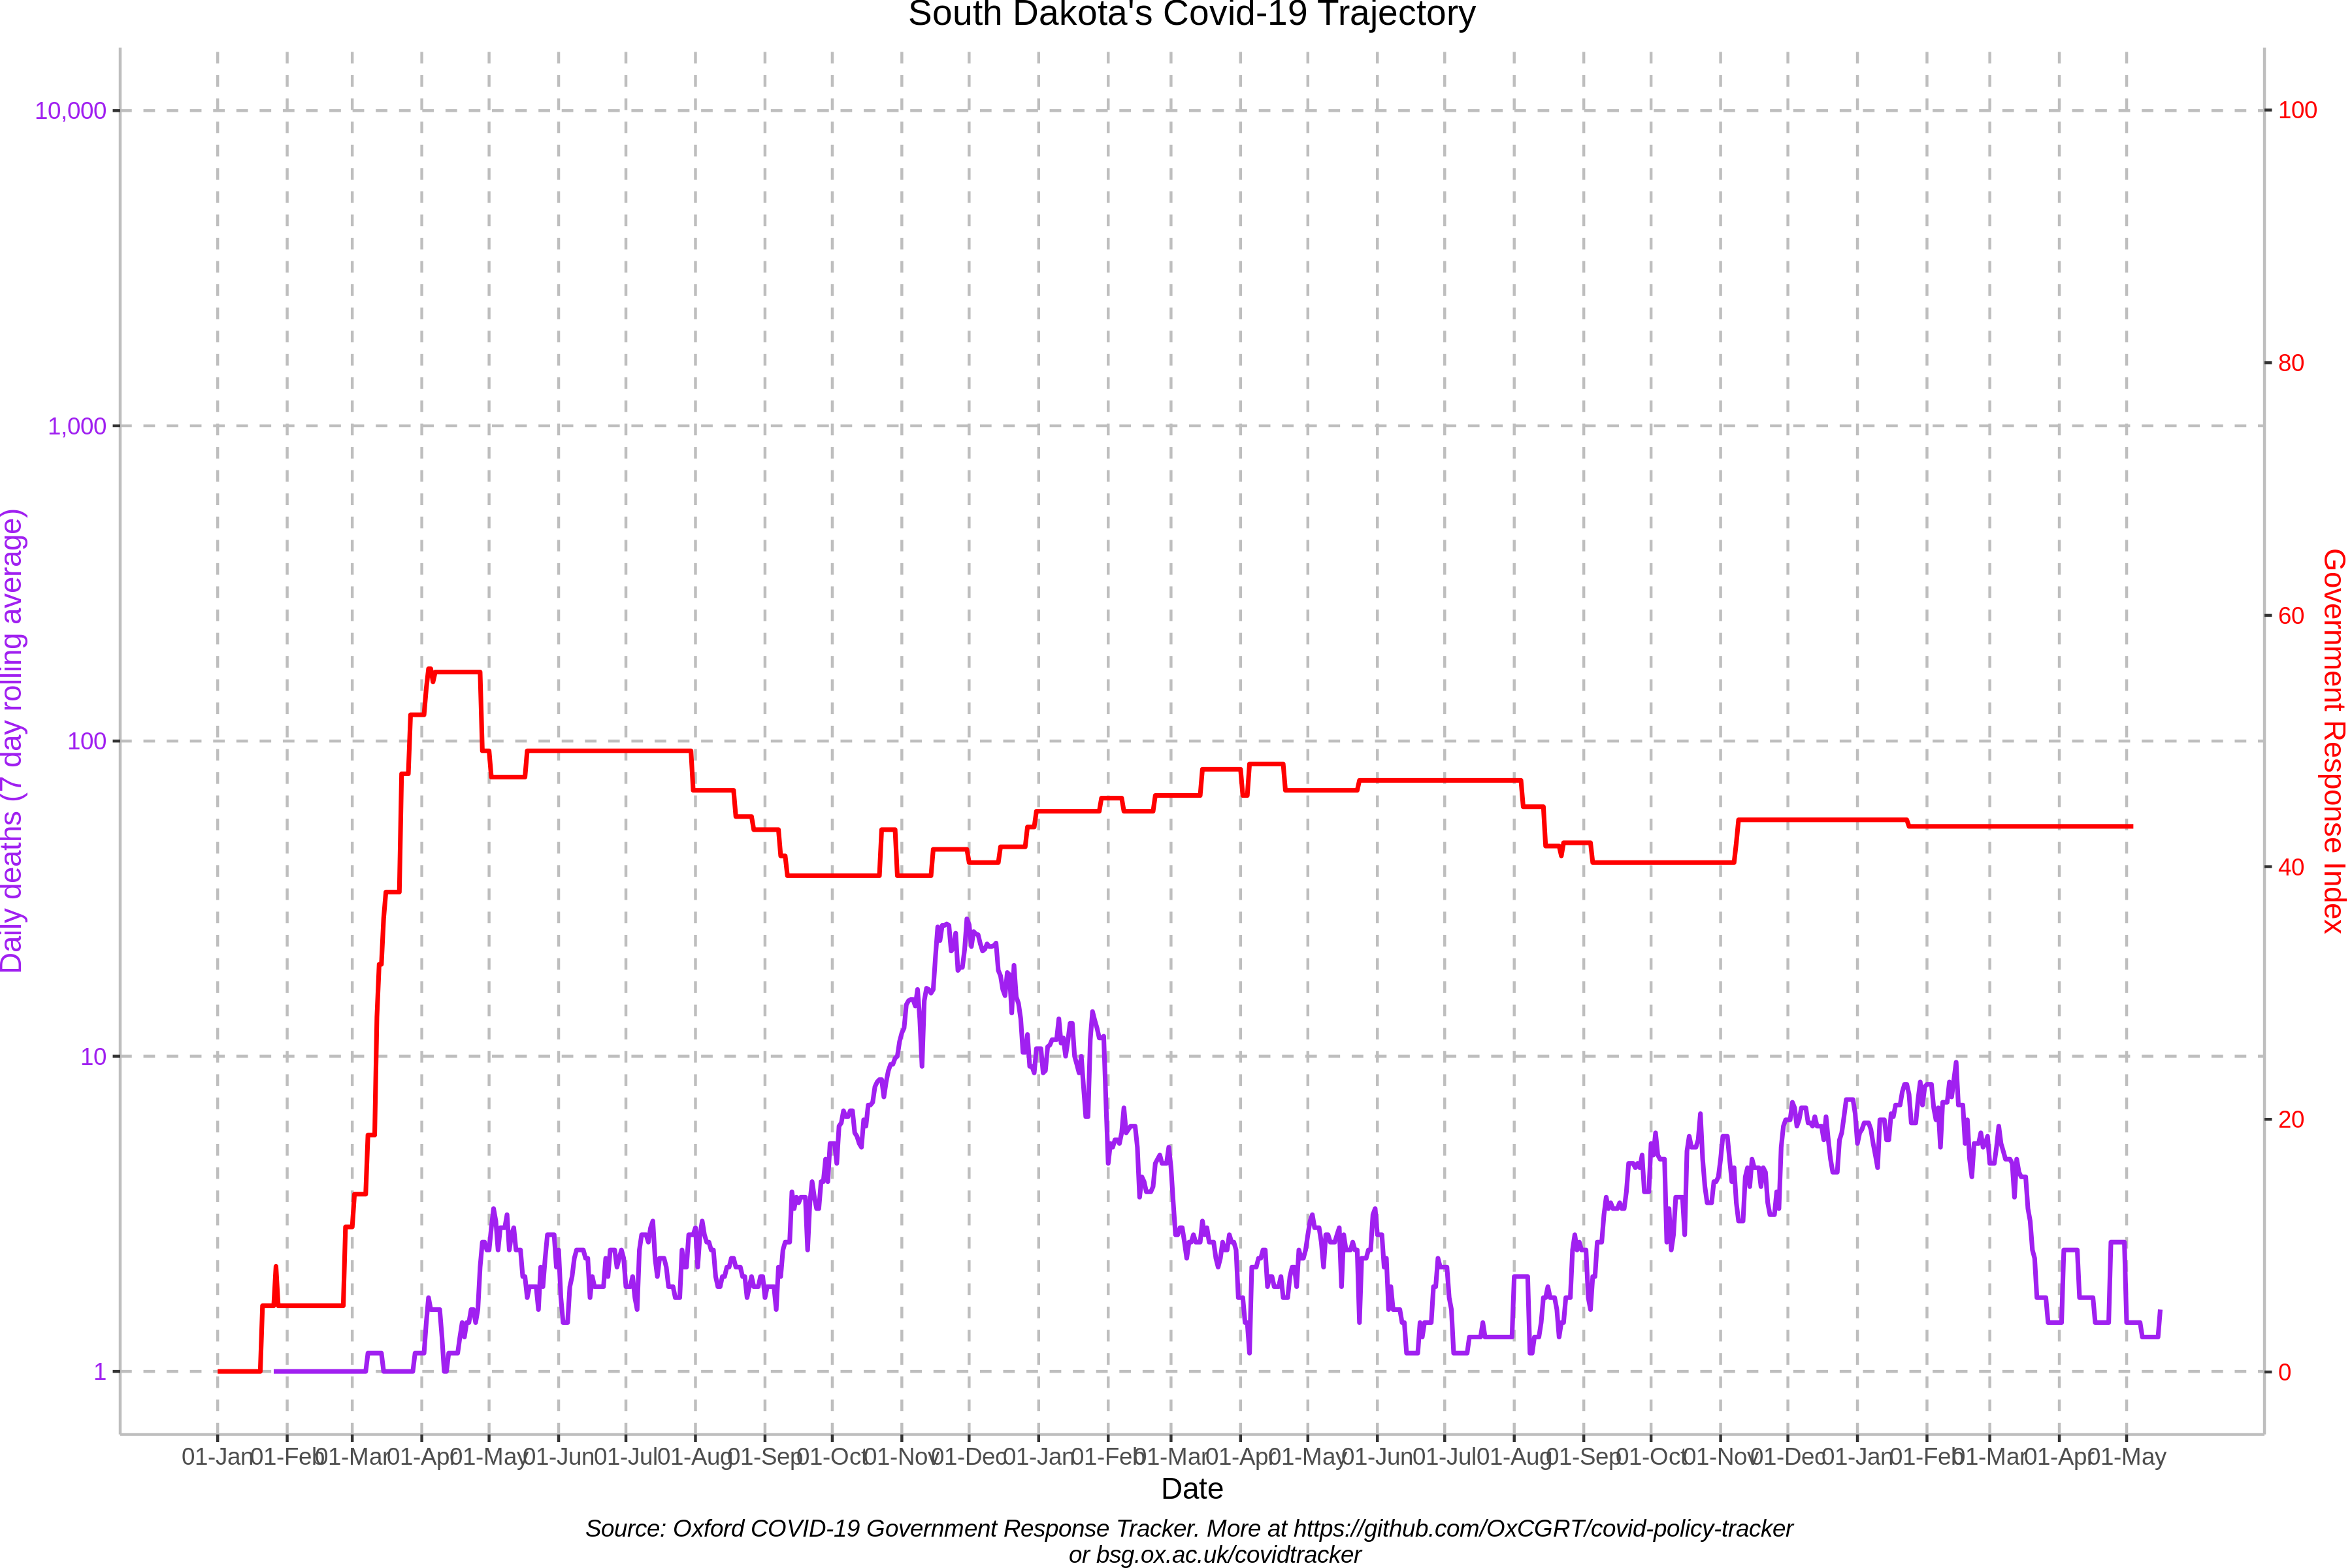 South Dakota's Covid-19 Trajectory
10,000
1,000
100
10
1
Daily deaths (7 day rolling average)
100
80
60
40
20
0
Government Response Index
01-Jan 01-Feb 01-Mar 01-Apr 01-May 01-Jun 01-Jul 01-Aug 01-Sep 01-Oct 01-Nov 01-Dec 01-Jan 01-Feb 01-Mar 01-Apr 01-May 01-Jun 01-Jul 01-Aug 01-Sep 01-Oct 01-Nov 01-Dec 01-Jan 01-Feb 01-Mar 01-Apr 01-May
Date
Source: Oxford COVID-19 Government Response Tracker. More at https://github.com/OxCGRT/covid-policy-tracker
or bsg.ox.ac.uk/covidtracker